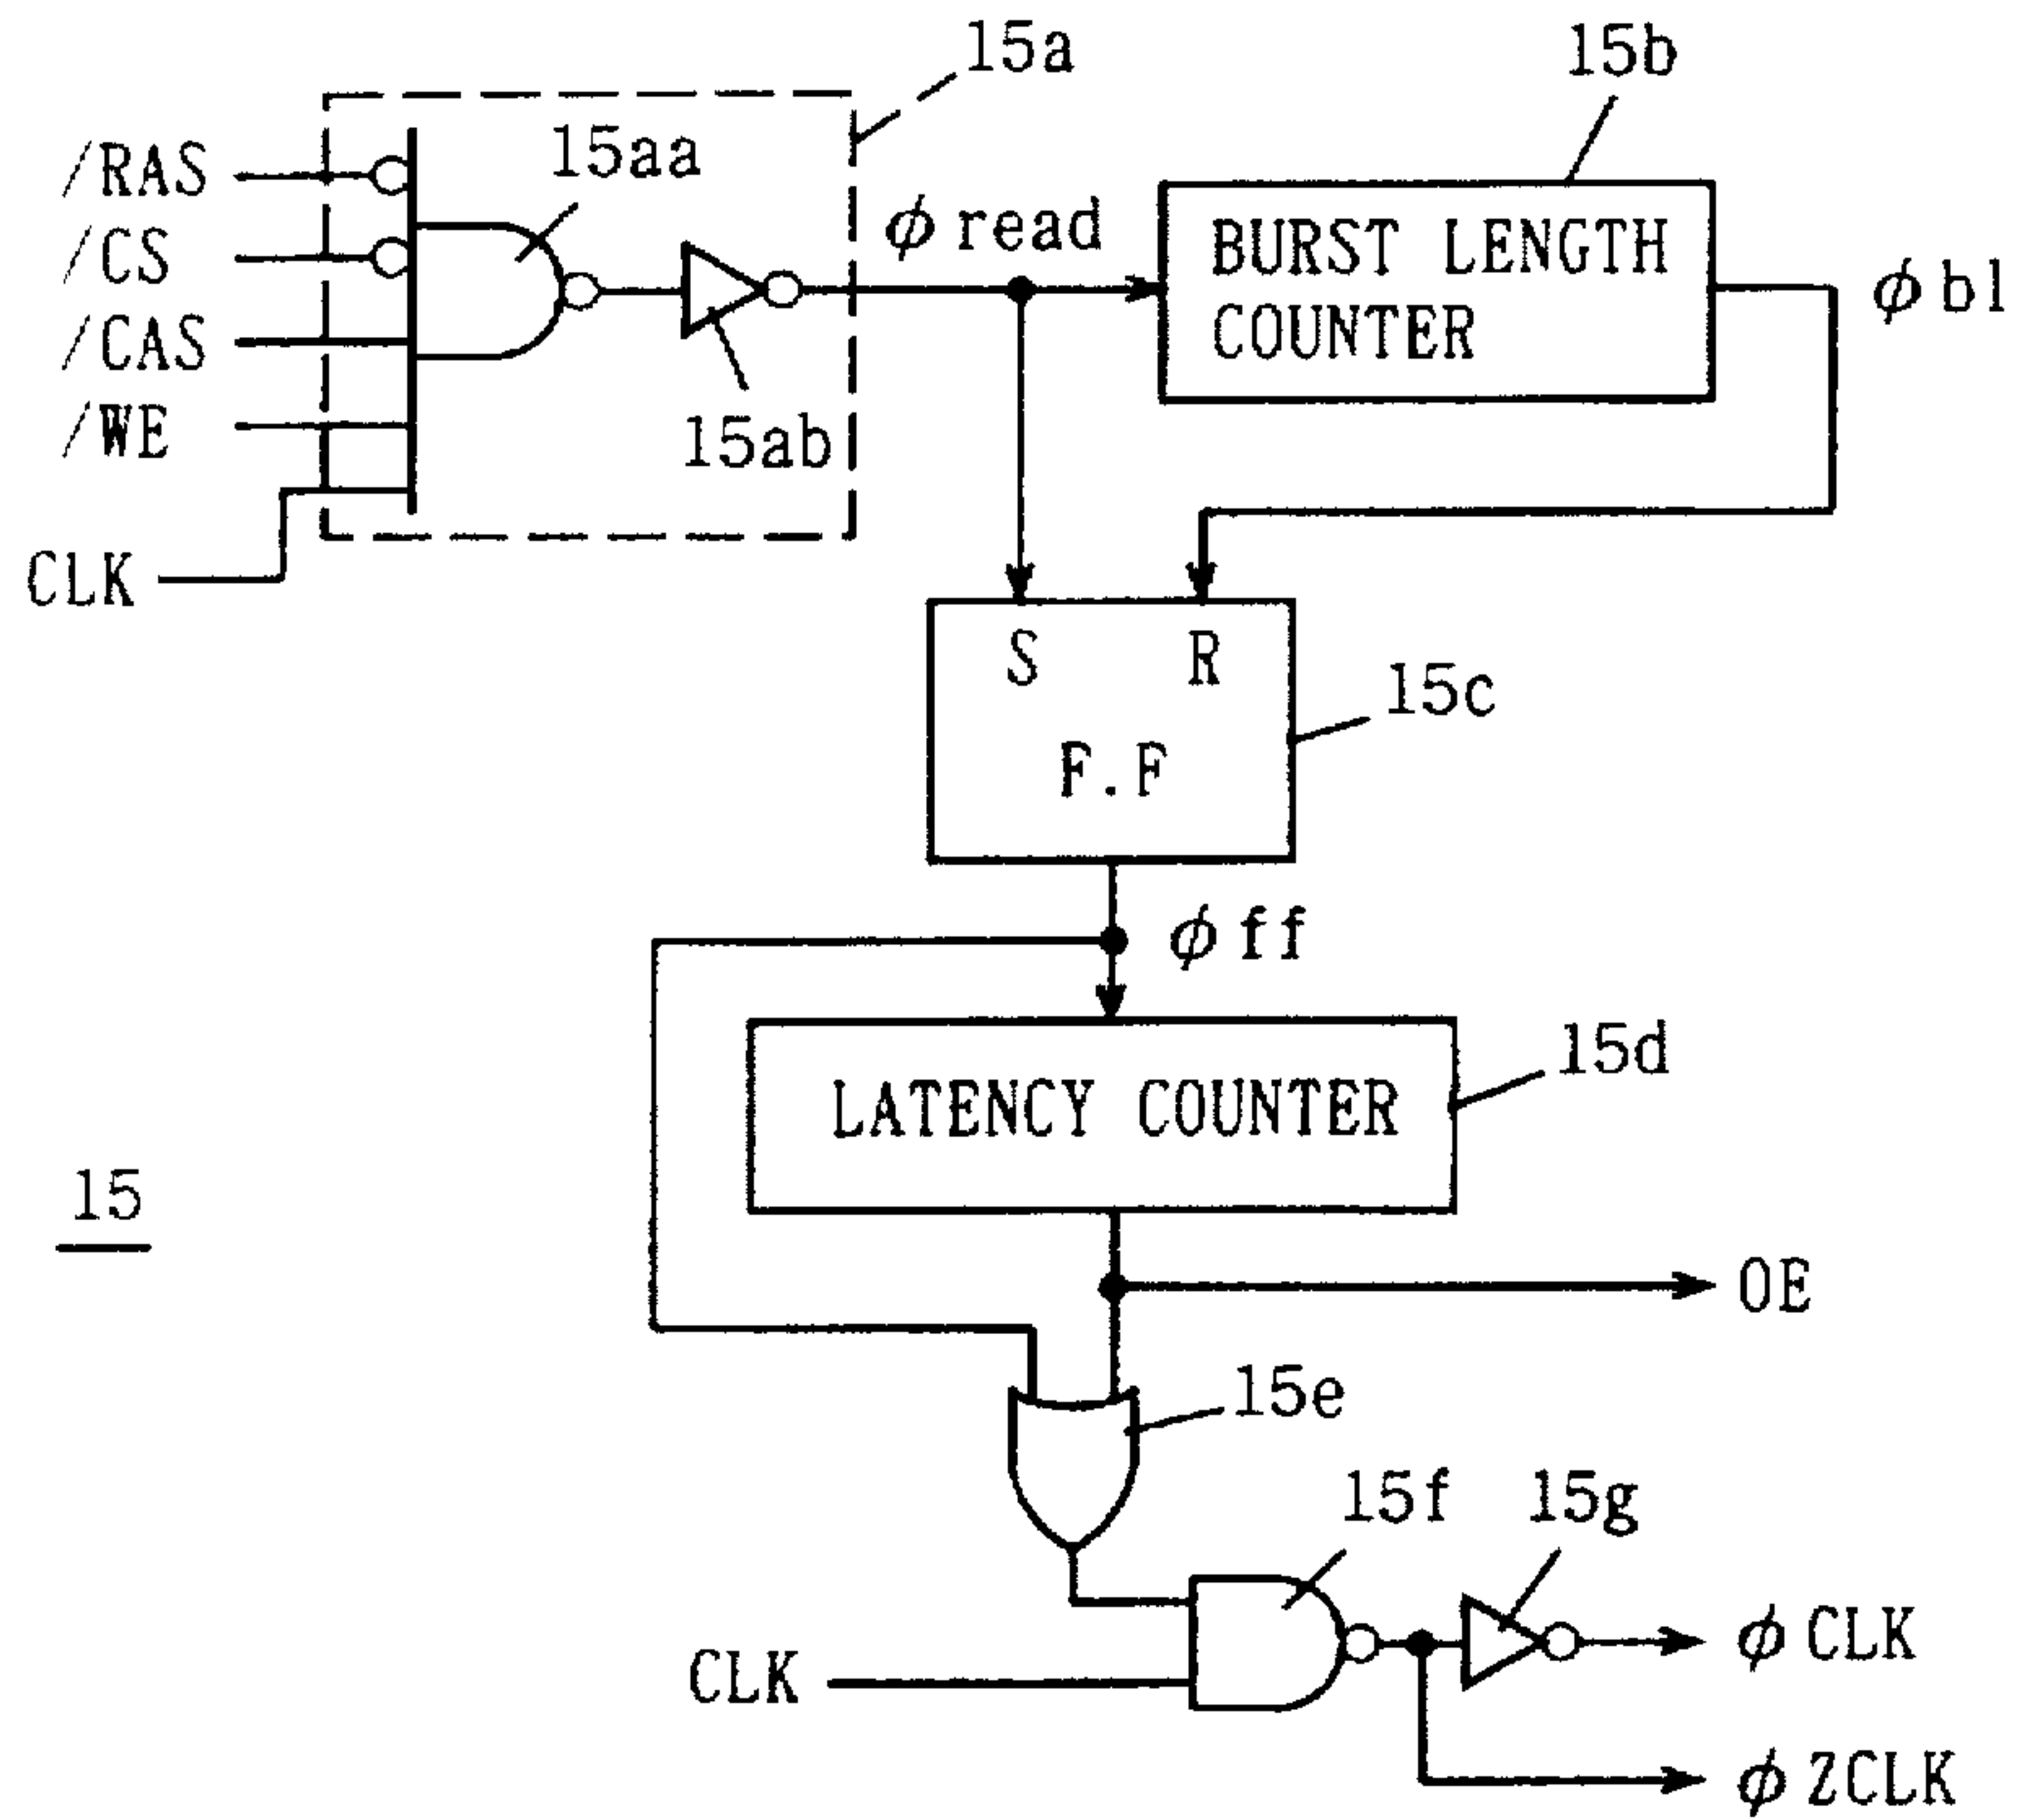 15a
15b
/RAS
15aa
/CS
φ read
BURST LENGTH
COUNTER
φ bl
/CAS
/WE
15ab
CLK
S
R
15c
F.F
φ ff
15d
LATENCY COUNTER
15
OE
15e
15f
15g
φ CLK
CLK
φ ZCLK